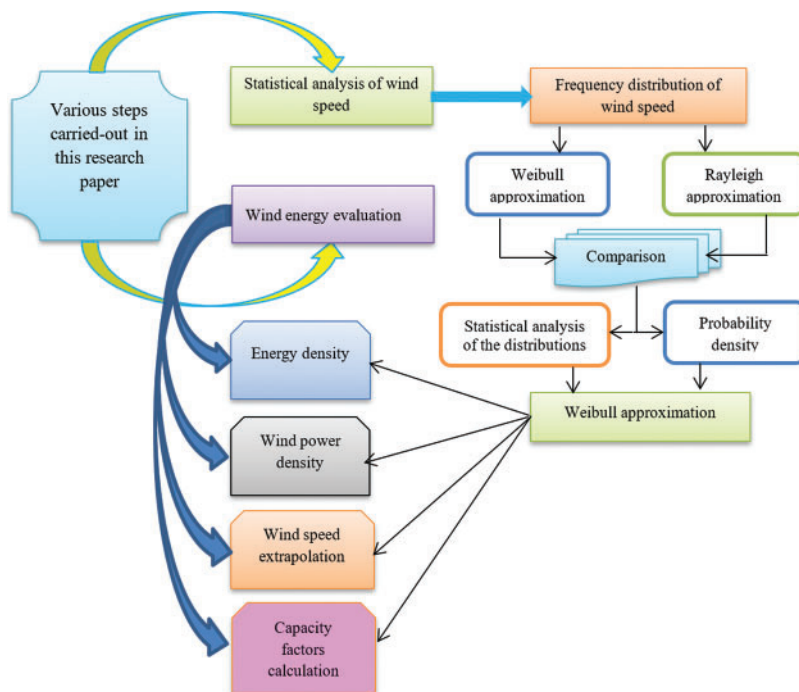 Various steps
carried-out in
this research
paper
Statistical analysis of wind
speed
Frequency distribution of
wind speed
Weibull
approximation
Rayleigh
approximation
Wind energy evaluation
Comparison
Statistical analysis
of the distributions
Probability
density
Energy density
Weibull approximation
Wind power
density
Wind speed
extrapolation
Capacity
factors
calculation